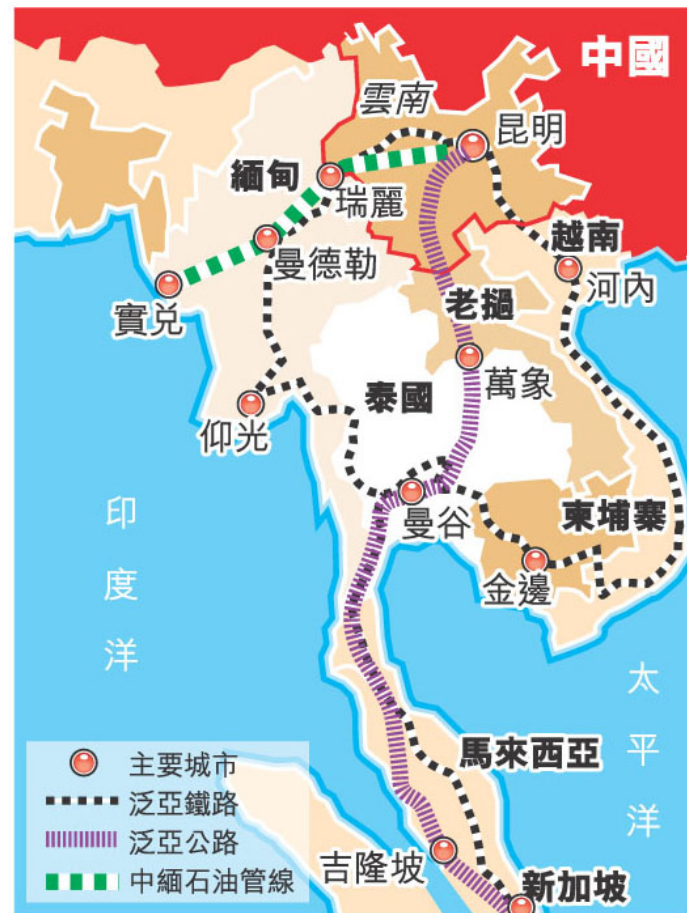 中國
雲南
昆明
緬甸
瑞麗
越南
曼德勒
河內
老撾
實兑
萬象
泰國
仰光
曼谷
柬埔寨
金邊
印度洋
太平洋
馬來西亞
吉隆坡
新加坡
主要城市
泛亞鐵路
泛亞公路
中緬石油管線